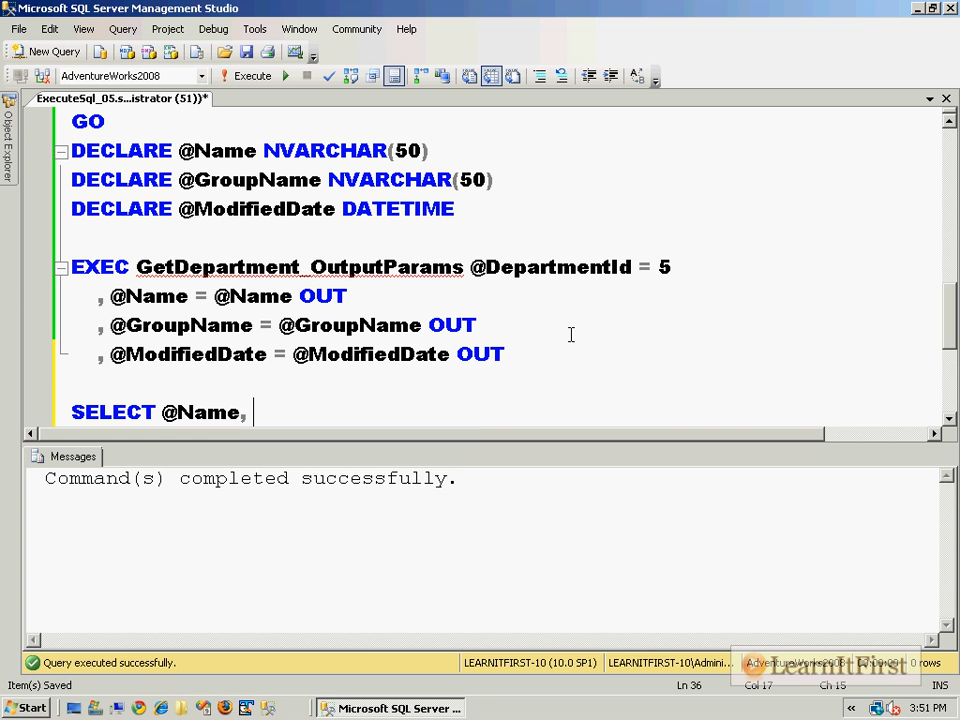 Microsoft SQL Server Management Studio
File Edit View Query Project Debug Tools Window Community Help
New Query
AdventureWorks2008 Execute
ExecuteSql_05.s...istrator (51))*
Object Explorer
GO
DECLARE @Name NVARCHAR(50)
DECLARE @GroupName NVARCHAR(50)
DECLARE @ModifiedDate DATETIME
EXEC GetDepartment_OutputParams @DepartmentId = 5
, @Name = @Name OUT
, @GroupName = @GroupName OUT
, @ModifiedDate = @ModifiedDate OUT
SELECT @Name,
Messages
Command(s) completed successfully.
Query executed successfully. LEARNITFIRST-10 (10.0 SP1) LEARNITFIRST-10\Admini... AdventureWorks2008 00:00:00 0 rows
LearnItFirst
Item(s) Saved Ln 36 Col 17 Ch 15 INS
Start Microsoft SQL Server ... 3:51 PM